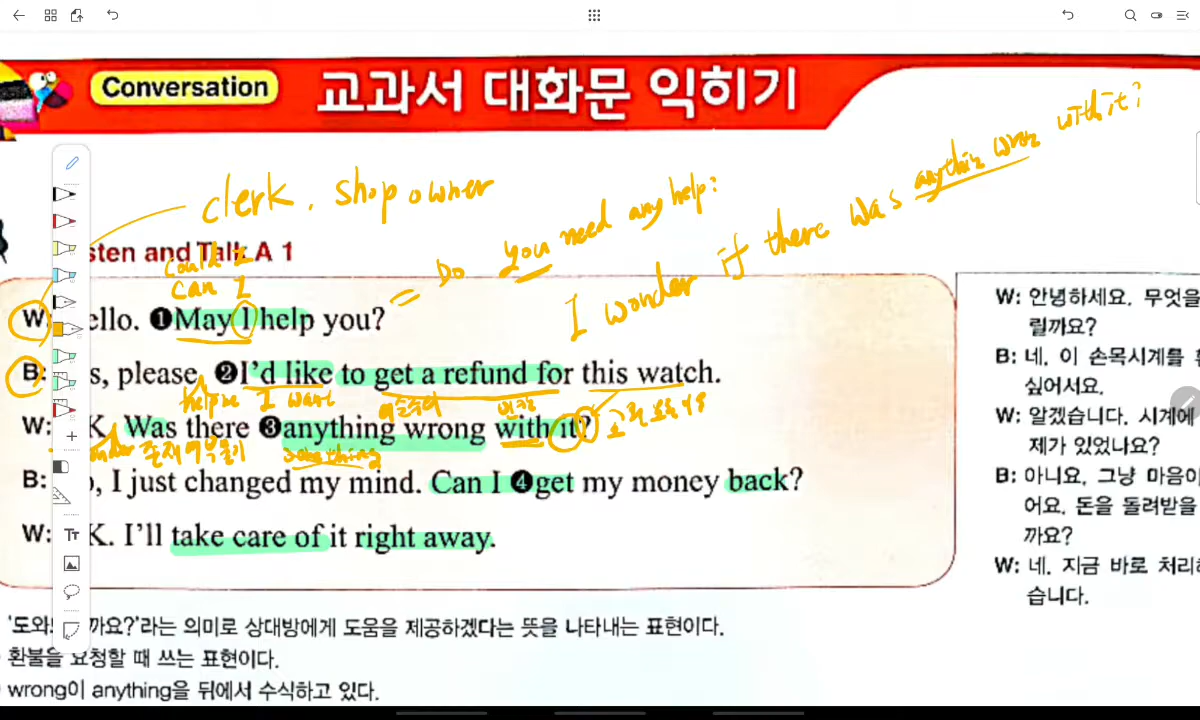 Conversation 교과서 대화문 익히기
clerk. shop owner
Do you need any help?
I wonder if there was with it?
sten and Talk A 1
could I
can I
W: ello. ❶May I help you?
B: s, please. ❷I'd like to get a refund for this watch.
I want
W: K. Was there ❸anything wrong with it?
something
B: , I just changed my mind. Can I ❹get my money back?
W: K. I'll take care of it right away.
W: 안녕하세요. 무엇을
릴까요?
B: 네. 이 손목시계를
싶어서요.
W: 알겠습니다. 시계에
제가 있었나요?
B: 아니요, 그냥 마음이
어요. 돈을 돌려받을
까요?
W: 네. 지금 바로 처리
습니다.
까요?'라는 의미로 상대방에게 도움을 제공하겠다는 뜻을 나타내는 표현이다.
환불을 요청할 때 쓰는 표현이다.
wrong이 anything을 뒤에서 수식하고 있다.
Tт